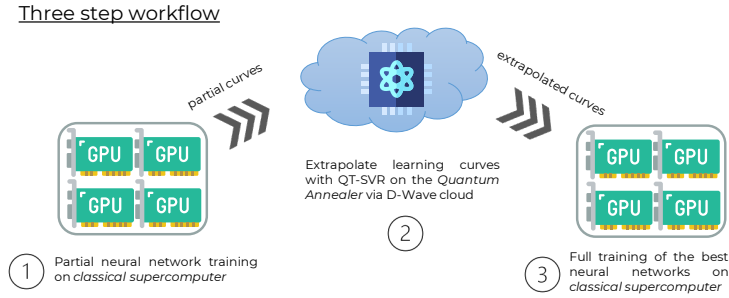 Three step workflow
partial curves
extrapolated curves
GPU GPU
GPU GPU
GPU GPU
GPU GPU
Extrapolate learning curves
with QT-SVR on the Quantum
Annealer via D-Wave cloud
2
1
Partial neural network training
on classical supercomputer
3
Full training of the best
neural networks on
classical supercomputer